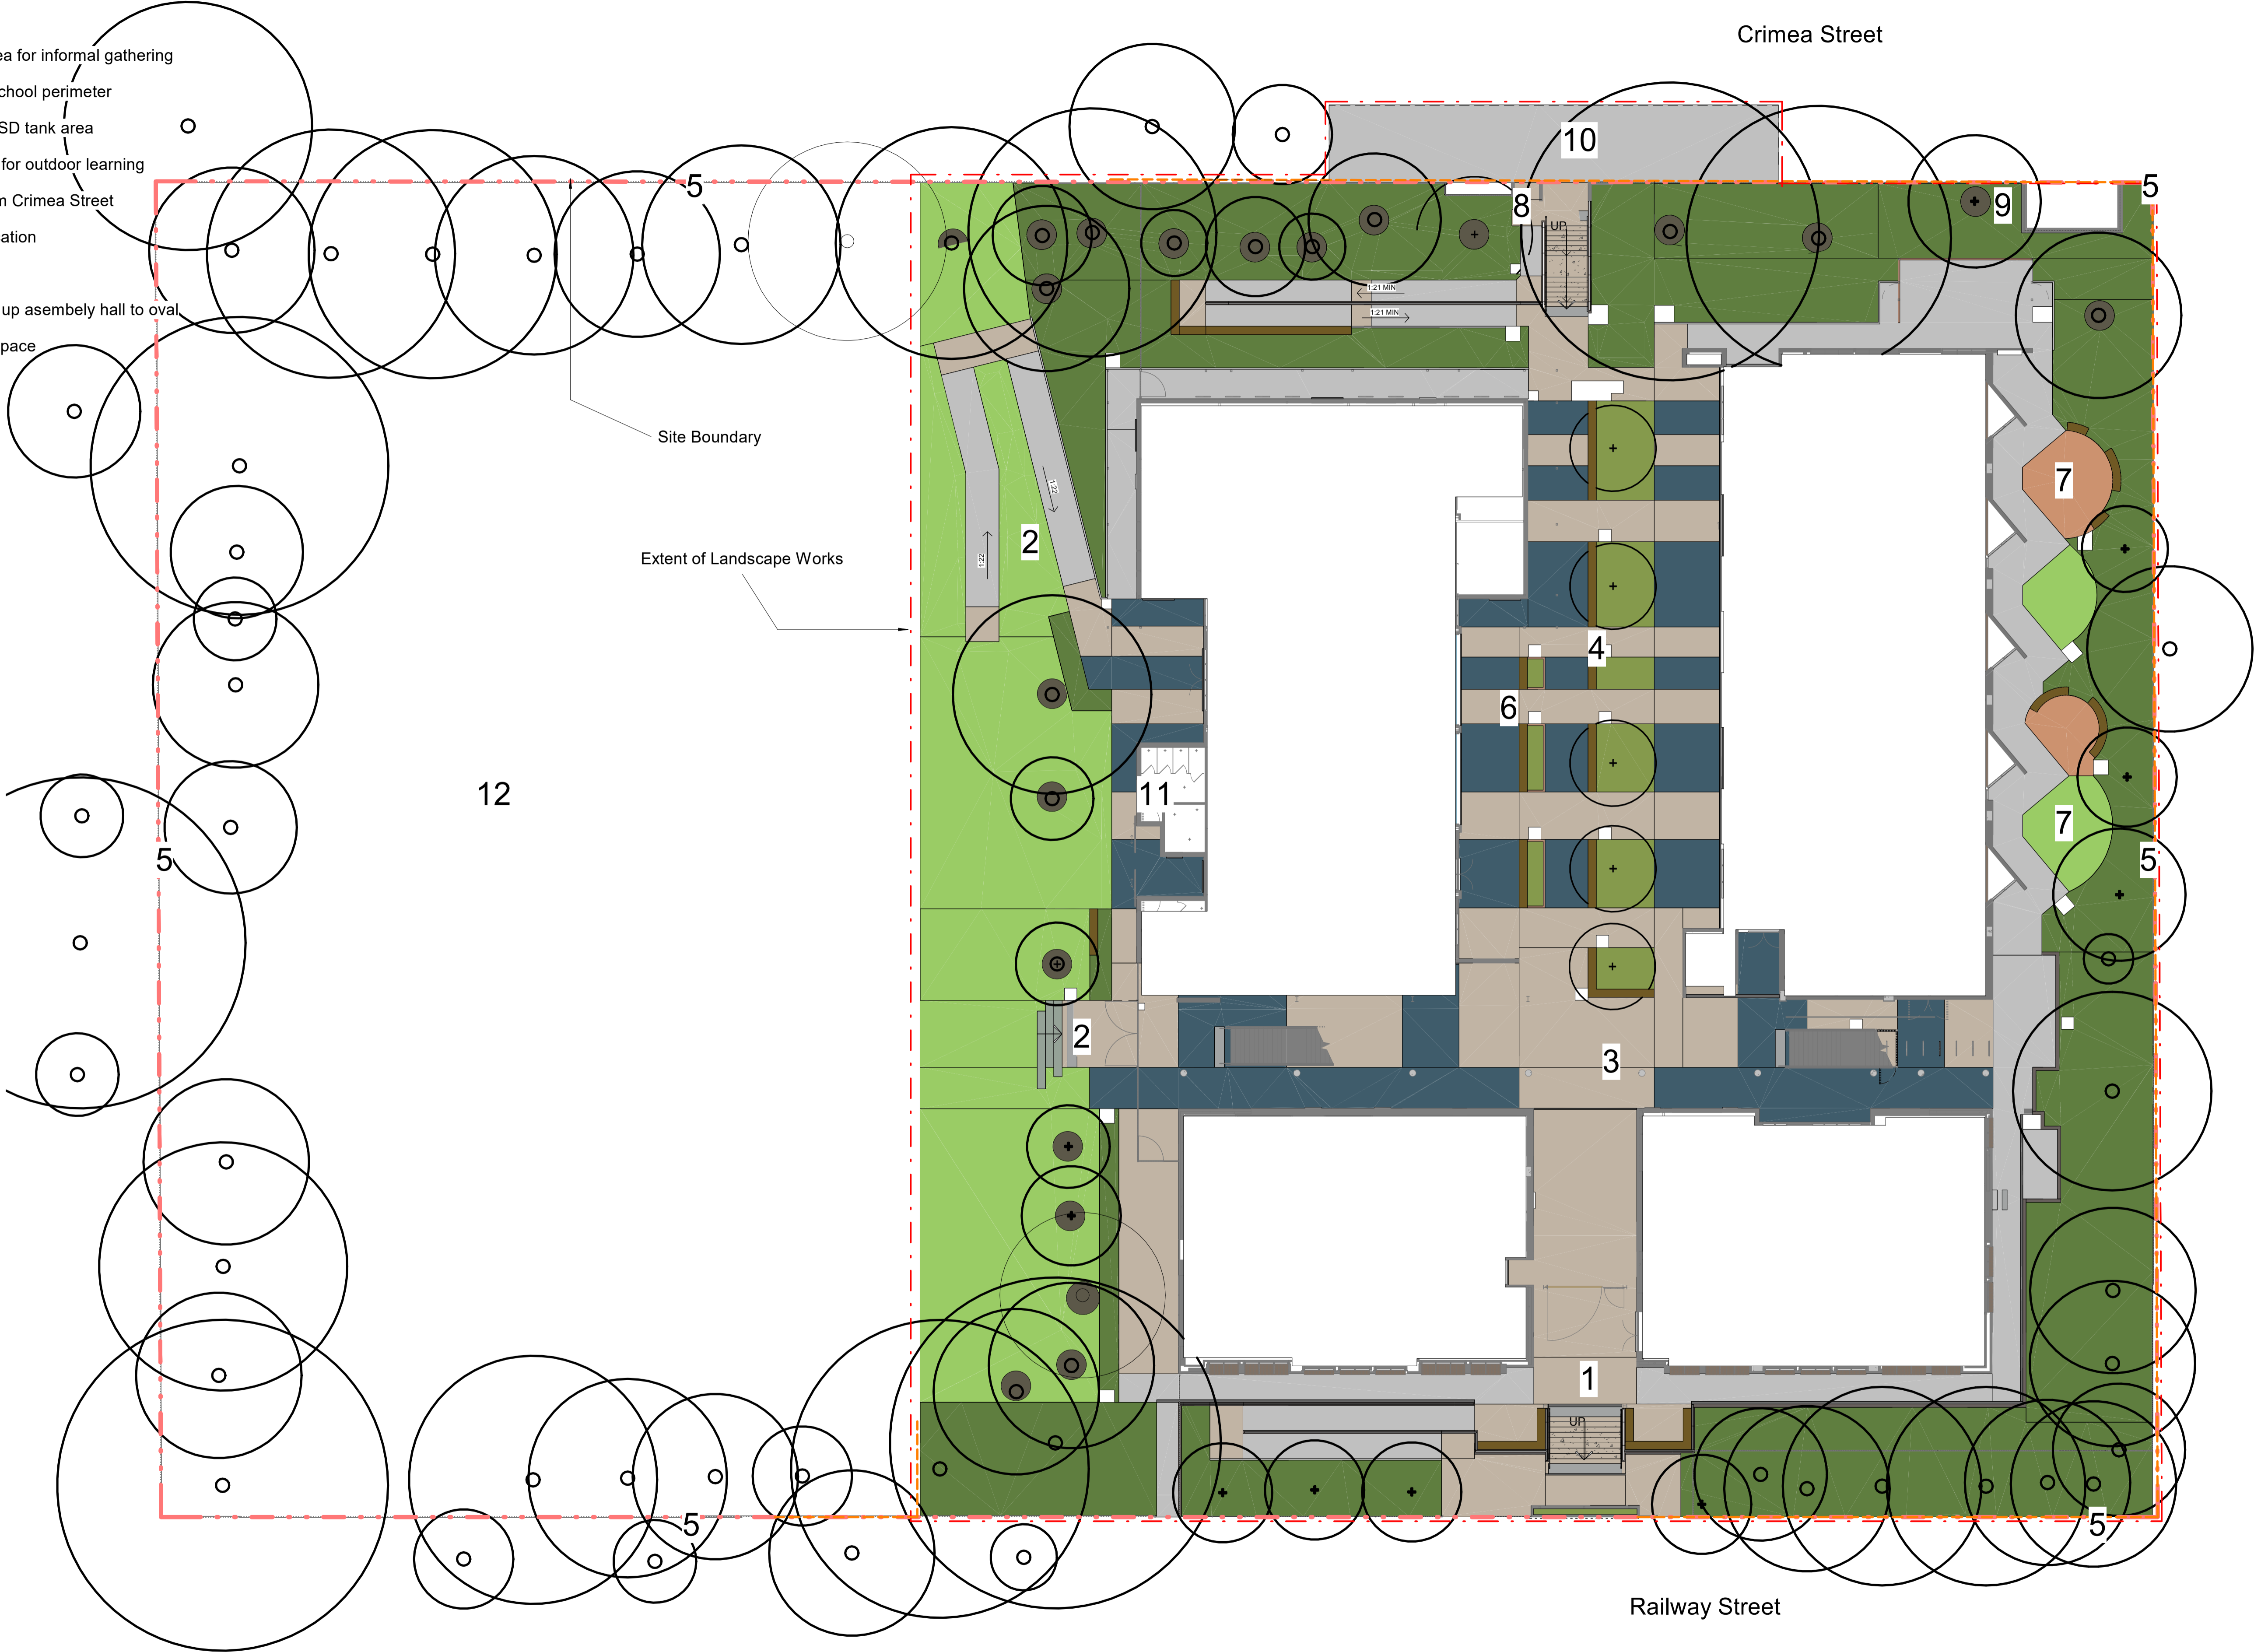 Crimea Street
ea for informal gathering
chool perimeter
SD tank area
for outdoor learning
n Crimea Street
ation
up asembely hall to oval
pace
10
5
5
8
9
UP
1:21 MIN
1:21 MIN
Site Boundary
7
1:22
2
1:22
Extent of Landscape Works
4
6
12
11
7
5
5
2
3
1
UP
5
5
Railway Street